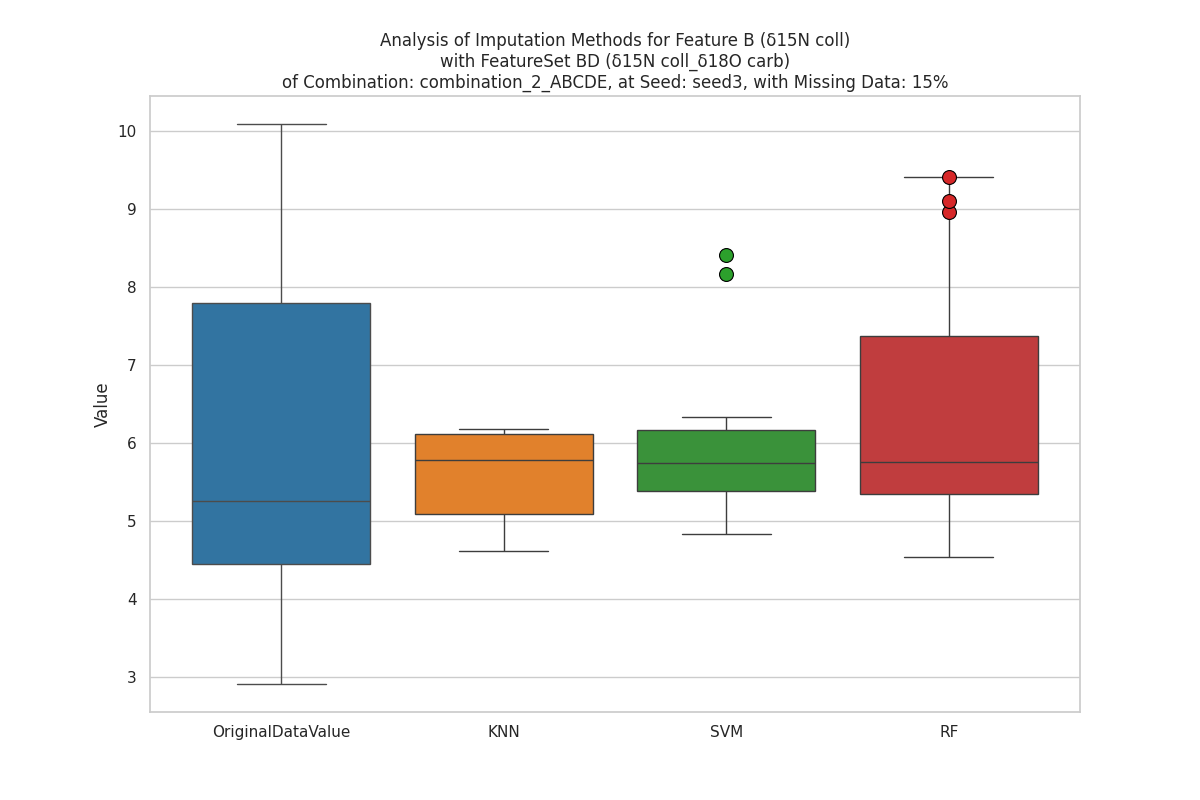 Analysis of Imputation Methods for Feature B (δ15N coll)
with FeatureSet BD (δ15N coll_δ18O carb)
of Combination: combination_2_ABCDE, at Seed: seed3, with Missing Data: 15%
10
9
8
7
6
5
4
3
Value
OriginalDataValue
KNN
SVM
RF